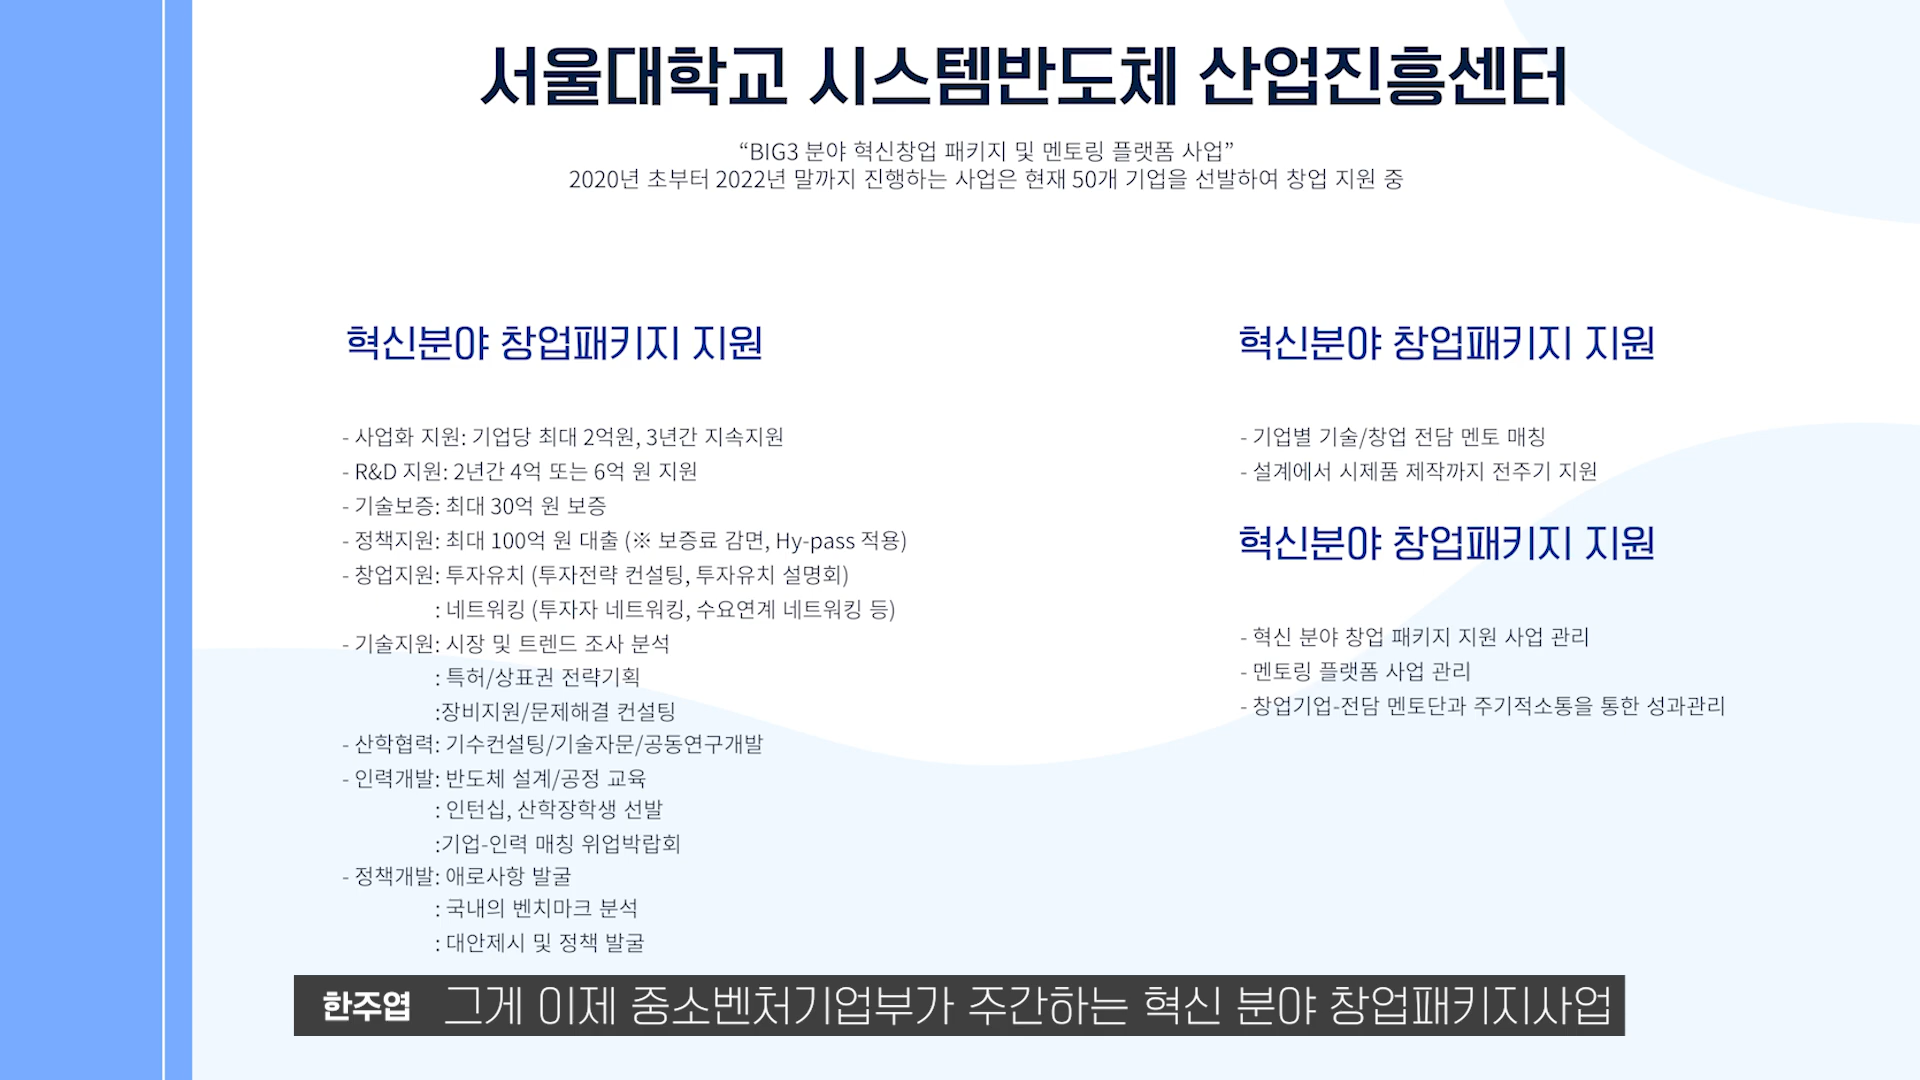 서울대학교 시스템반도체 산업진흥센터
“BIG3 분야 혁신창업 패키지 및 멘토링 플랫폼 사업”
2020년 초부터 2022년 말까지 진행하는 사업은 현재 50개 기업을 선발하여 창업 지원 중
혁신분야 창업패키지 지원
- 사업화 지원: 기업당 최대 2억원, 3년간 지속지원
- R&D 지원: 2년간 4억 또는 6억 원 지원
- 기술보증: 최대 30억 원 보증
- 정책지원: 최대 100억 원 대출 (※ 보증료 감면, Hy-pass 적용)
- 창업지원: 투자유치 (투자전략 컨설팅, 투자유치 설명회)
: 네트워킹 (투자자 네트워킹, 수요연계 네트워킹 등)
- 기술지원: 시장 및 트렌드 조사 분석
: 특허/상표권 전략기획
:장비지원/문제해결 컨설팅
- 산학협력: 기수컨설팅/기술자문/공동연구개발
- 인력개발: 반도체 설계/공정 교육
: 인턴십, 산학장학생 선발
:기업-인력 매칭 위업박랍회
- 정책개발: 애로사항 발굴
: 국내의 벤치마크 분석
: 대안제시 및 정책 발굴
혁신분야 창업패키지 지원
- 기업별 기술/창업 전담 멘토 매칭
- 설계에서 시제품 제작까지 전주기 지원
혁신분야 창업패키지 지원
- 혁신 분야 창업 패키지 지원 사업 관리
- 멘토링 플랫폼 사업 관리
- 창업기업-전담 멘토단과 주기적소통을 통한 성과관리
한주엽 그게 이제 중소벤처기업부가 주간하는 혁신 분야 창업패키지사업